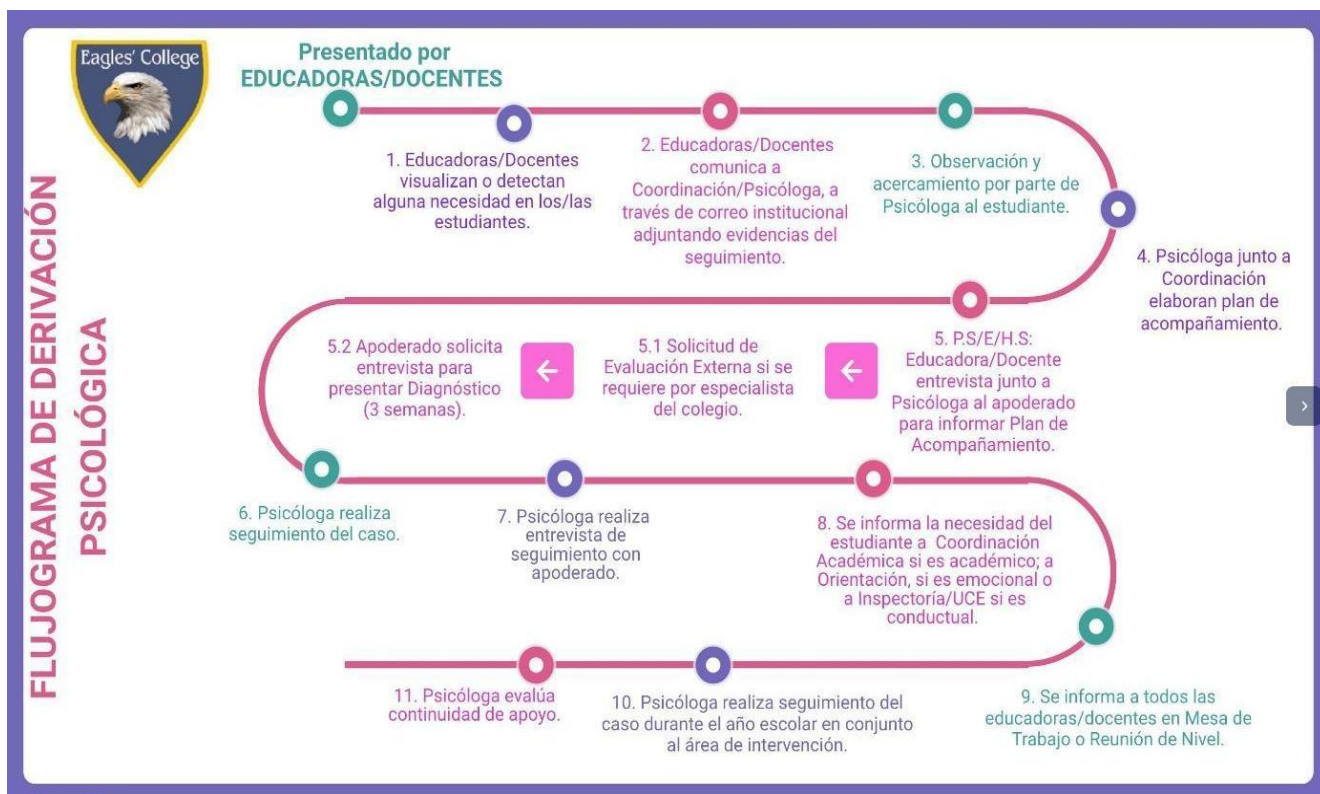 Eagles' College
Presentado por
EDUCADORAS/DOCENTES
FLUJOGRAMA DE DERIVACIÓN
PSICOLÓGICA
1. Educadoras/Docentes
visualizan o detectan
alguna necesidad en los/las
estudiantes.
2. Educadoras/Docentes
comunica a
Coordinación/Psicóloga, a
través de correo institucional
adjuntando evidencias del
seguimiento.
3. Observación y
acercamiento por parte de
Psicóloga al estudiante.
4. Psicóloga junto a
Coordinación
elaboran plan de
acompañamiento.
5. P.S/E/H.S:
Educadora/Docente
entrevista junto a
Psicóloga al apoderado
para informar Plan de
Acompañamiento.
5.1 Solicitud de
Evaluación Externa si se
requiere por especialista
del colegio.
5.2 Apoderado solicita
entrevista para
presentar Diagnóstico
(3 semanas).
6. Psicóloga realiza
seguimiento del caso.
7. Psicóloga realiza
entrevista de
seguimiento con
apoderado.
8. Se informa la necesidad del
estudiante a Coordinación
Académica si es académico; a
Orientación, si es emocional o
a Inspectoría/UCE si es
conductual.
9. Se informa a todos las
educadoras/docentes en Mesa de
Trabajo o Reunión de Nivel.
10. Psicóloga realiza seguimiento del
caso durante el año escolar en conjunto
al área de intervención.
11. Psicóloga evalúa
continuidad de apoyo.